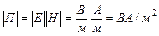 |П| = |E||H| = В/м А/м = ВА/м²